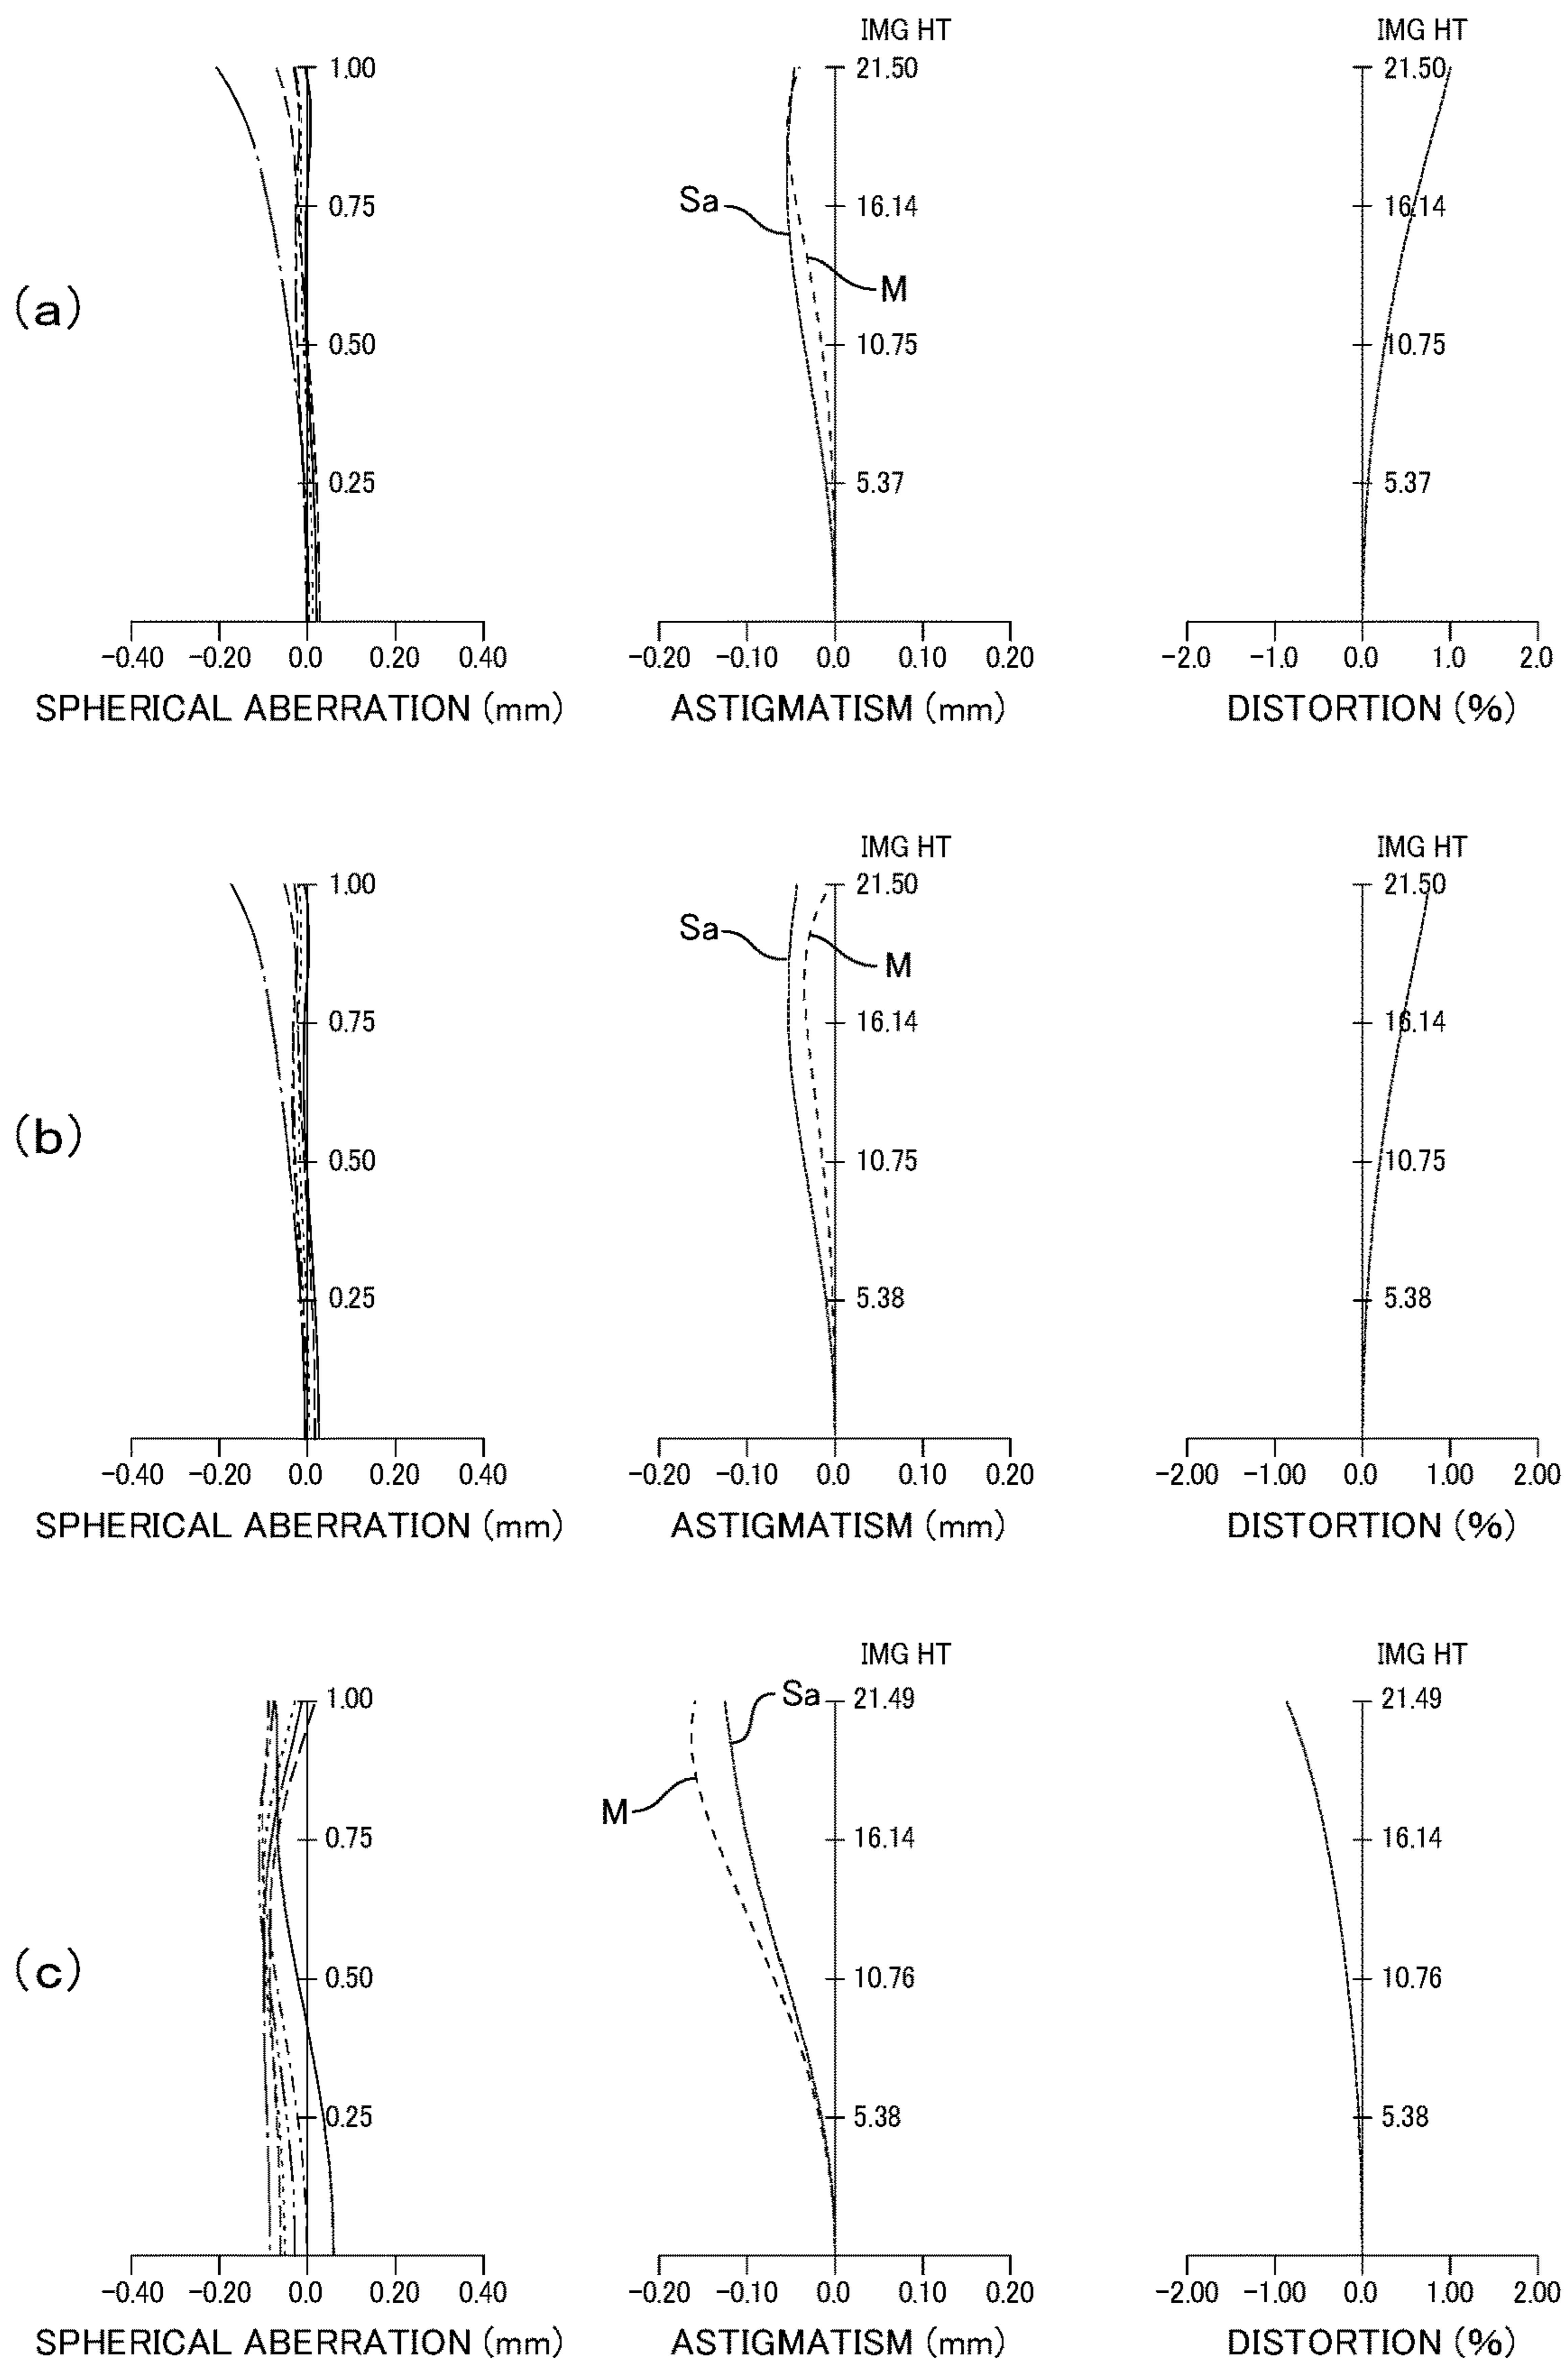 (a)
1.00
0.75
0.50
0.25
-0.40 -0.20 0.0 0.20 0.40
SPHERICAL ABERRATION (mm)
IMG HT
21.50
Sa
16.14
M
10.75
5.37
-0.20 -0.10 0.0 0.10 0.20
ASTIGMATISM (mm)
IMG HT
21.50
16.14
10.75
5.37
-2.0 -1.0 0.0 1.0 2.0
DISTORTION (%)
(b)
1.00
0.75
0.50
0.25
-0.40 -0.20 0.0 0.20 0.40
SPHERICAL ABERRATION (mm)
IMG HT
21.50
Sa
M
16.14
10.75
5.38
-0.20 -0.10 0.0 0.10 0.20
ASTIGMATISM (mm)
IMG HT
21.50
16.14
10.75
5.38
-2.00 -1.00 0.0 1.00 2.00
DISTORTION (%)
(c)
1.00
0.75
0.50
0.25
-0.40 -0.20 0.0 0.20 0.40
SPHERICAL ABERRATION (mm)
IMG HT
Sa
21.49
M
16.14
10.76
5.38
-0.20 -0.10 0.0 0.10 0.20
ASTIGMATISM (mm)
IMG HT
21.49
16.14
10.76
5.38
-2.00 -1.00 0.0 1.00 2.00
DISTORTION (%)